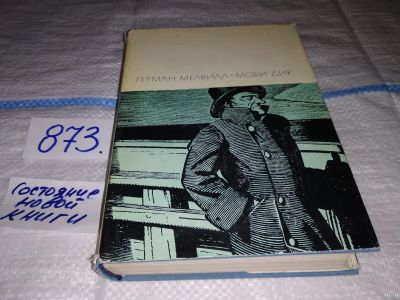 ГЕРМАН МЕЛВИЛЛ • МОБИ ДИК
873.
Состояние
новой
книги